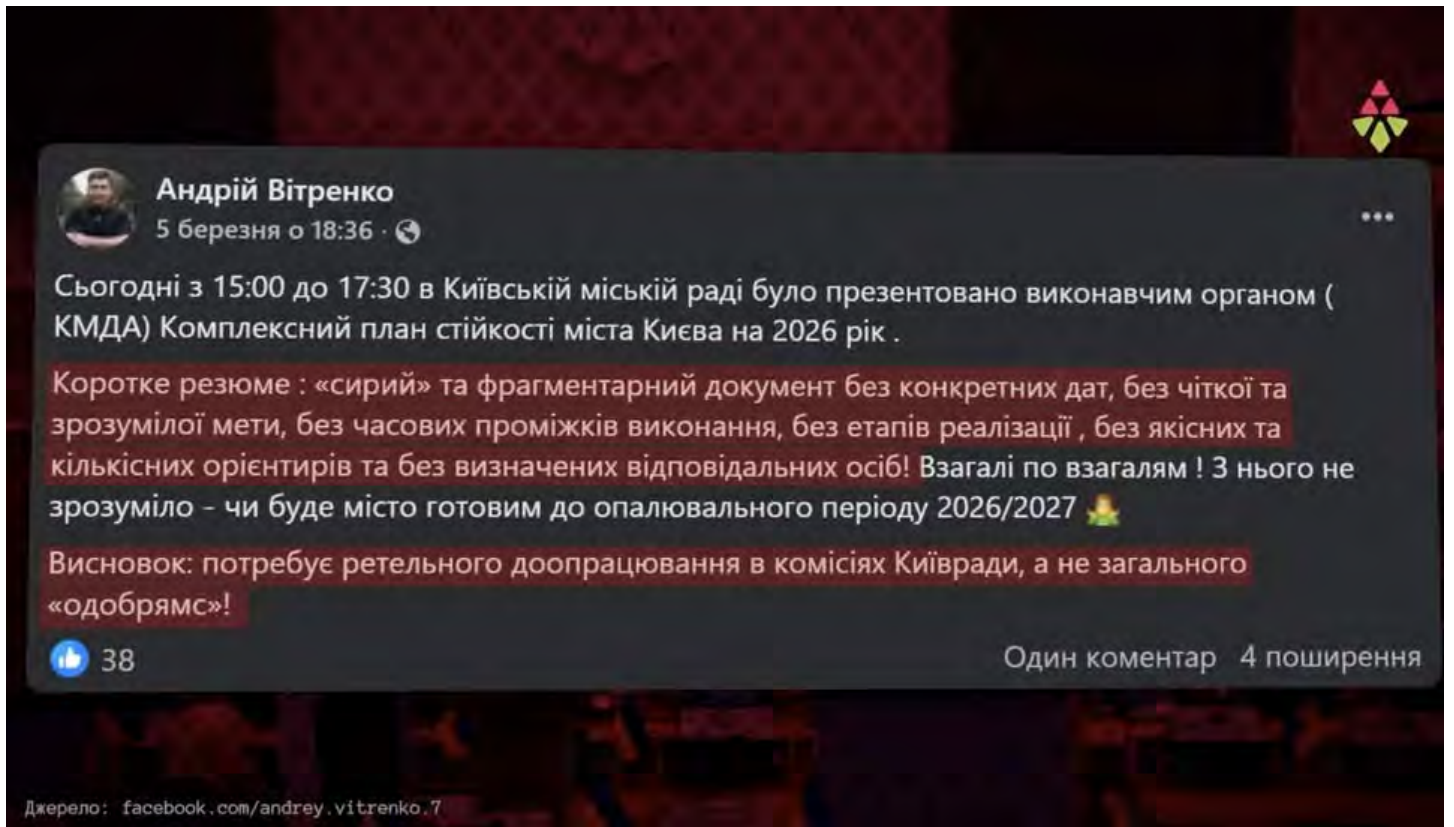 Андрій Вітренко
5 березня о 18:36 ·
Сьогодні з 15:00 до 17:30 в Київській міській раді було презентовано виконавчим органом (
КМДА) Комплексний план стійкості міста Києва на 2026 рік .
Коротке резюме : «сирий» та фрагментарний документ без конкретних дат, без чіткої та
зрозумілої мети, без часових проміжків виконання, без етапів реалізації , без якісних та
кількісних орієнтирів та без визначених відповідальних осіб! Взагалі по взагалям ! З нього не
зрозуміло – чи буде місто готовим до опалювального періоду 2026/2027 🤷
Висновок: потребує ретельного доопрацювання в комісіях Київради, а не загального
«одобрямс»!
38
Один коментар 4 поширення
Джерело: facebook.com/andrey.vitrenko.7